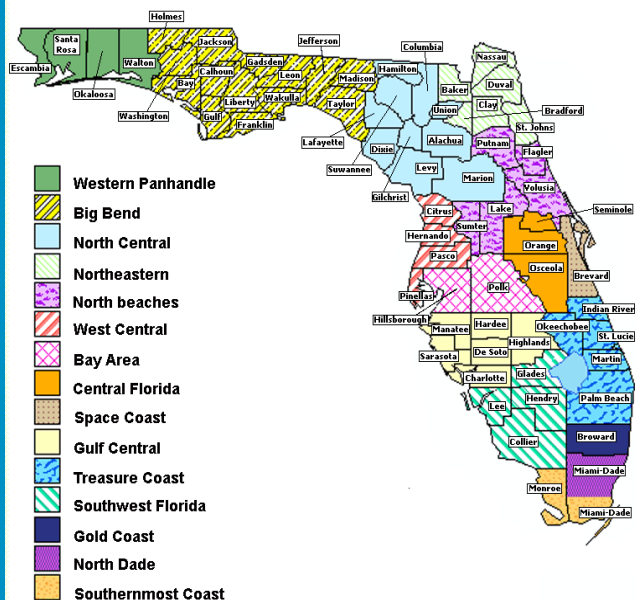 Holmes
Santa
Rosa
Jackson
Jefferson
Columbia
Nassau
Escambia
Walton
Gadsden
Hamilton
Calhoun
Leon
Madison
Baker
Duval
Bay
Okaloosa
Liberty
Wakulla
Taylor
Union
Clay
Bradford
Washington
Gulf
Franklin
St. Johns
Lafayette
Dixie
Alachua
Putnam
Suwannee
Levy
Flagler
Gilchrist
Marion
Volusia
Citrus
Lake
Seminole
Hernando
Sumter
Orange
Pasco
Osceola
Brevard
Pinellas
Polk
Indian River
Hillsborough
Manatee
Hardee
Okeechobee
St. Lucie
Highlands
Sarasota
De Soto
Martin
Charlotte
Glades
Lee
Hendry
Palm Beach
Collier
Broward
Miami-Dade
Monroe
Miami-Dade
Western Panhandle
Big Bend
North Central
Northeastern
North beaches
West Central
Bay Area
Central Florida
Space Coast
Gulf Central
Treasure Coast
Southwest Florida
Gold Coast
North Dade
Southernmost Coast